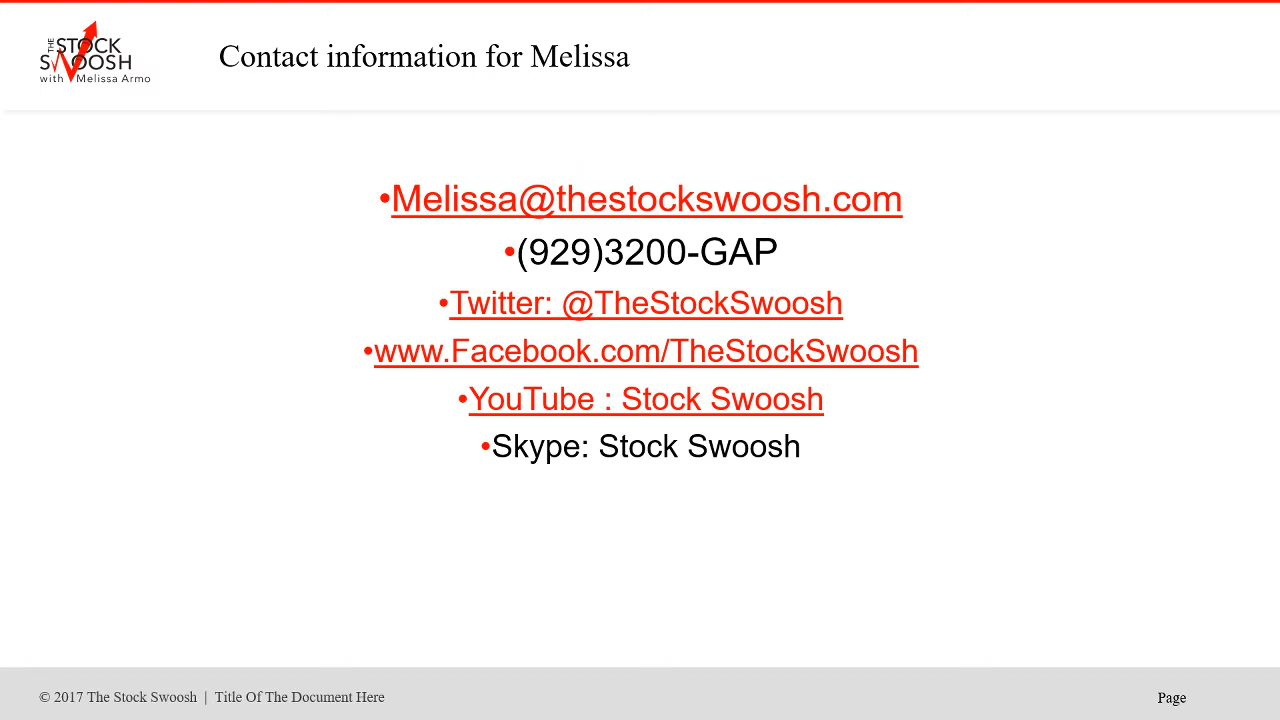 THE STOCK
SWOOSH
with Melissa Armo
Contact information for Melissa
•Melissa@thestockswoosh.com
•(929)3200-GAP
•Twitter: @TheStockSwoosh
•www.Facebook.com/TheStockSwoosh
•YouTube : Stock Swoosh
•Skype: Stock Swoosh
© 2017 The Stock Swoosh | Title Of The Document Here
Page